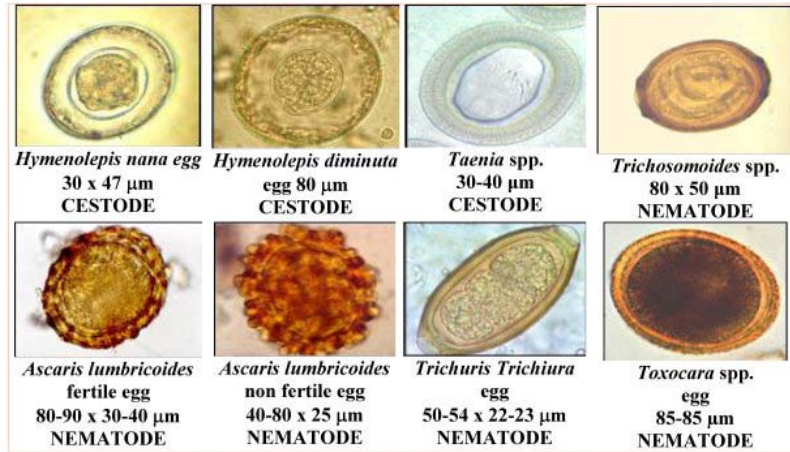 Hymenolepis nana egg
30 x 47 μm
CESTODE
Hymenolepis diminuta
egg 80 μm
CESTODE
Taenia spp.
30-40 μm
CESTODE
Trichosomoides spp.
80 x 50 μm
NEMATODE
Ascaris lumbricoides
fertile egg
80-90 x 30-40 μm
NEMATODE
Ascaris lumbricoides
non fertile egg
40-80 x 25 μm
NEMATODE
Trichuris Trichiura
egg
50-54 x 22-23 μm
NEMATODE
Toxocara spp.
egg
85-85 μm
NEMATODE